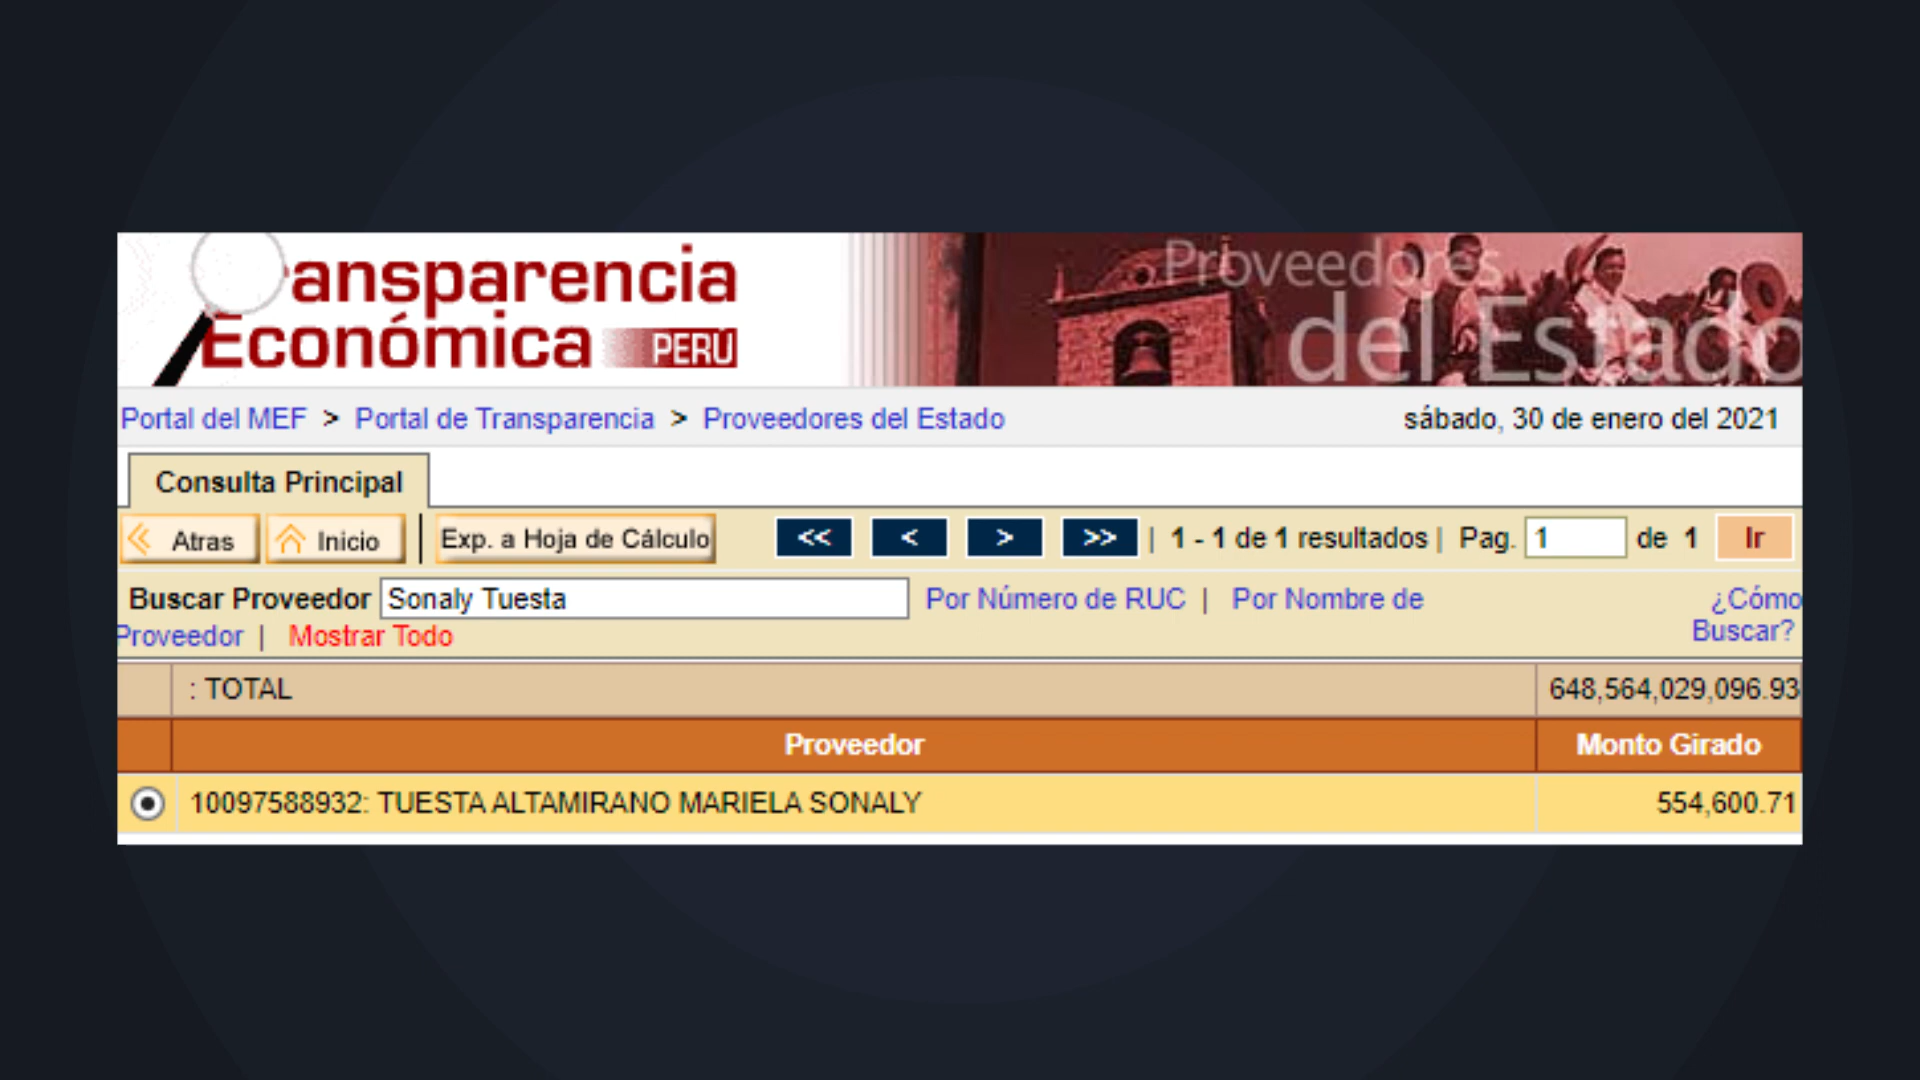 ansparencia
Económica PERÚ
Proveedores
del Estado
Portal del MEF > Portal de Transparencia > Proveedores del Estado
sábado, 30 de enero del 2021
Consulta Principal
Atras Inicio | Exp. a Hoja de Cálculo << < > >> | 1 - 1 de 1 resultados | Pag. 1 de 1 Ir
Buscar Proveedor Sonaly Tuesta Por Número de RUC | Por Nombre de ¿Cómo
Proveedor | Mostrar Todo Buscar?
: TOTAL 648,564,029,096.93
Proveedor Monto Girado
10097588932: TUESTA ALTAMIRANO MARIELA SONALY 554,600.71